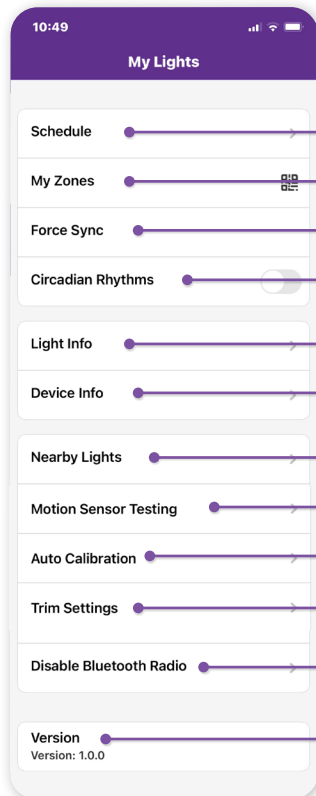 10:49
My Lights
Schedule
My Zones
Force Sync
Circadian Rhythms
Light Info
Device Info
Nearby Lights
Motion Sensor Testing
Auto Calibration
Trim Settings
Disable Bluetooth Radio
Version
Version: 1.0.0